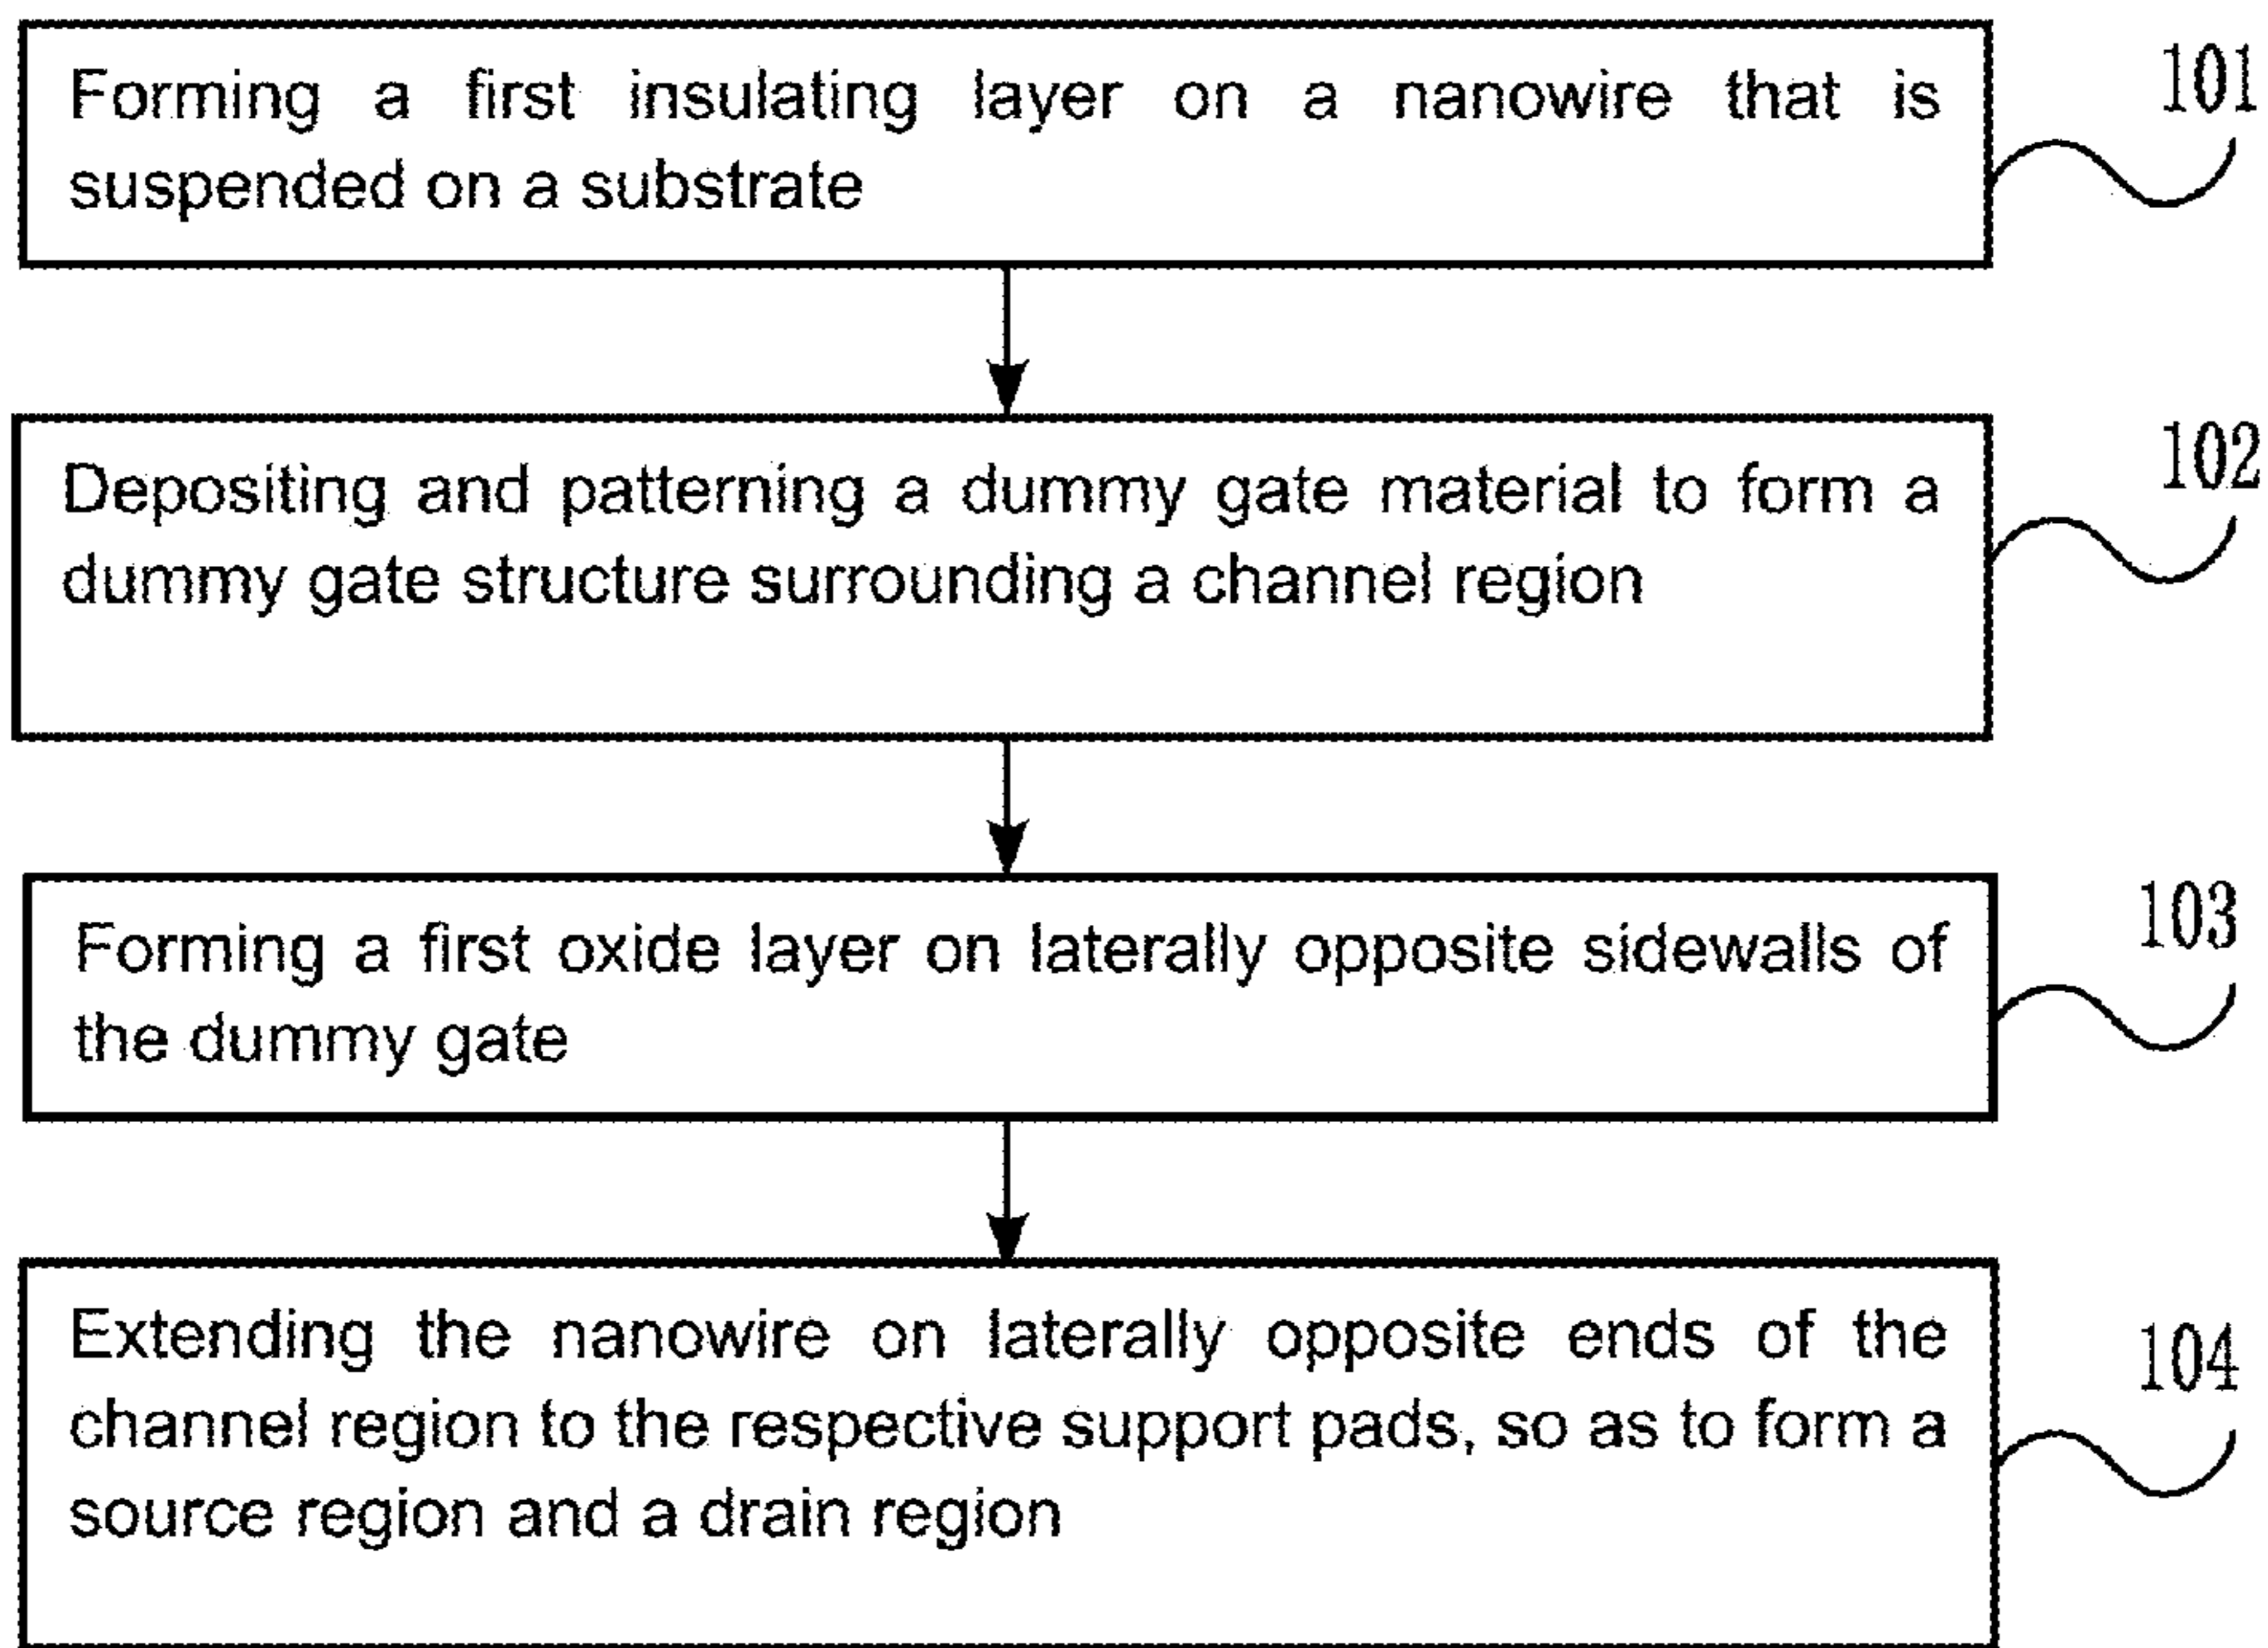 Forming a first insulating layer on a nanowire that is
suspended on a substrate
101
Depositing and patterning a dummy gate material to form a
dummy gate structure surrounding a channel region
102
Forming a first oxide layer on laterally opposite sidewalls of
the dummy gate
103
Extending the nanowire on laterally opposite ends of the
channel region to the respective support pads, so as to form a
source region and a drain region
104